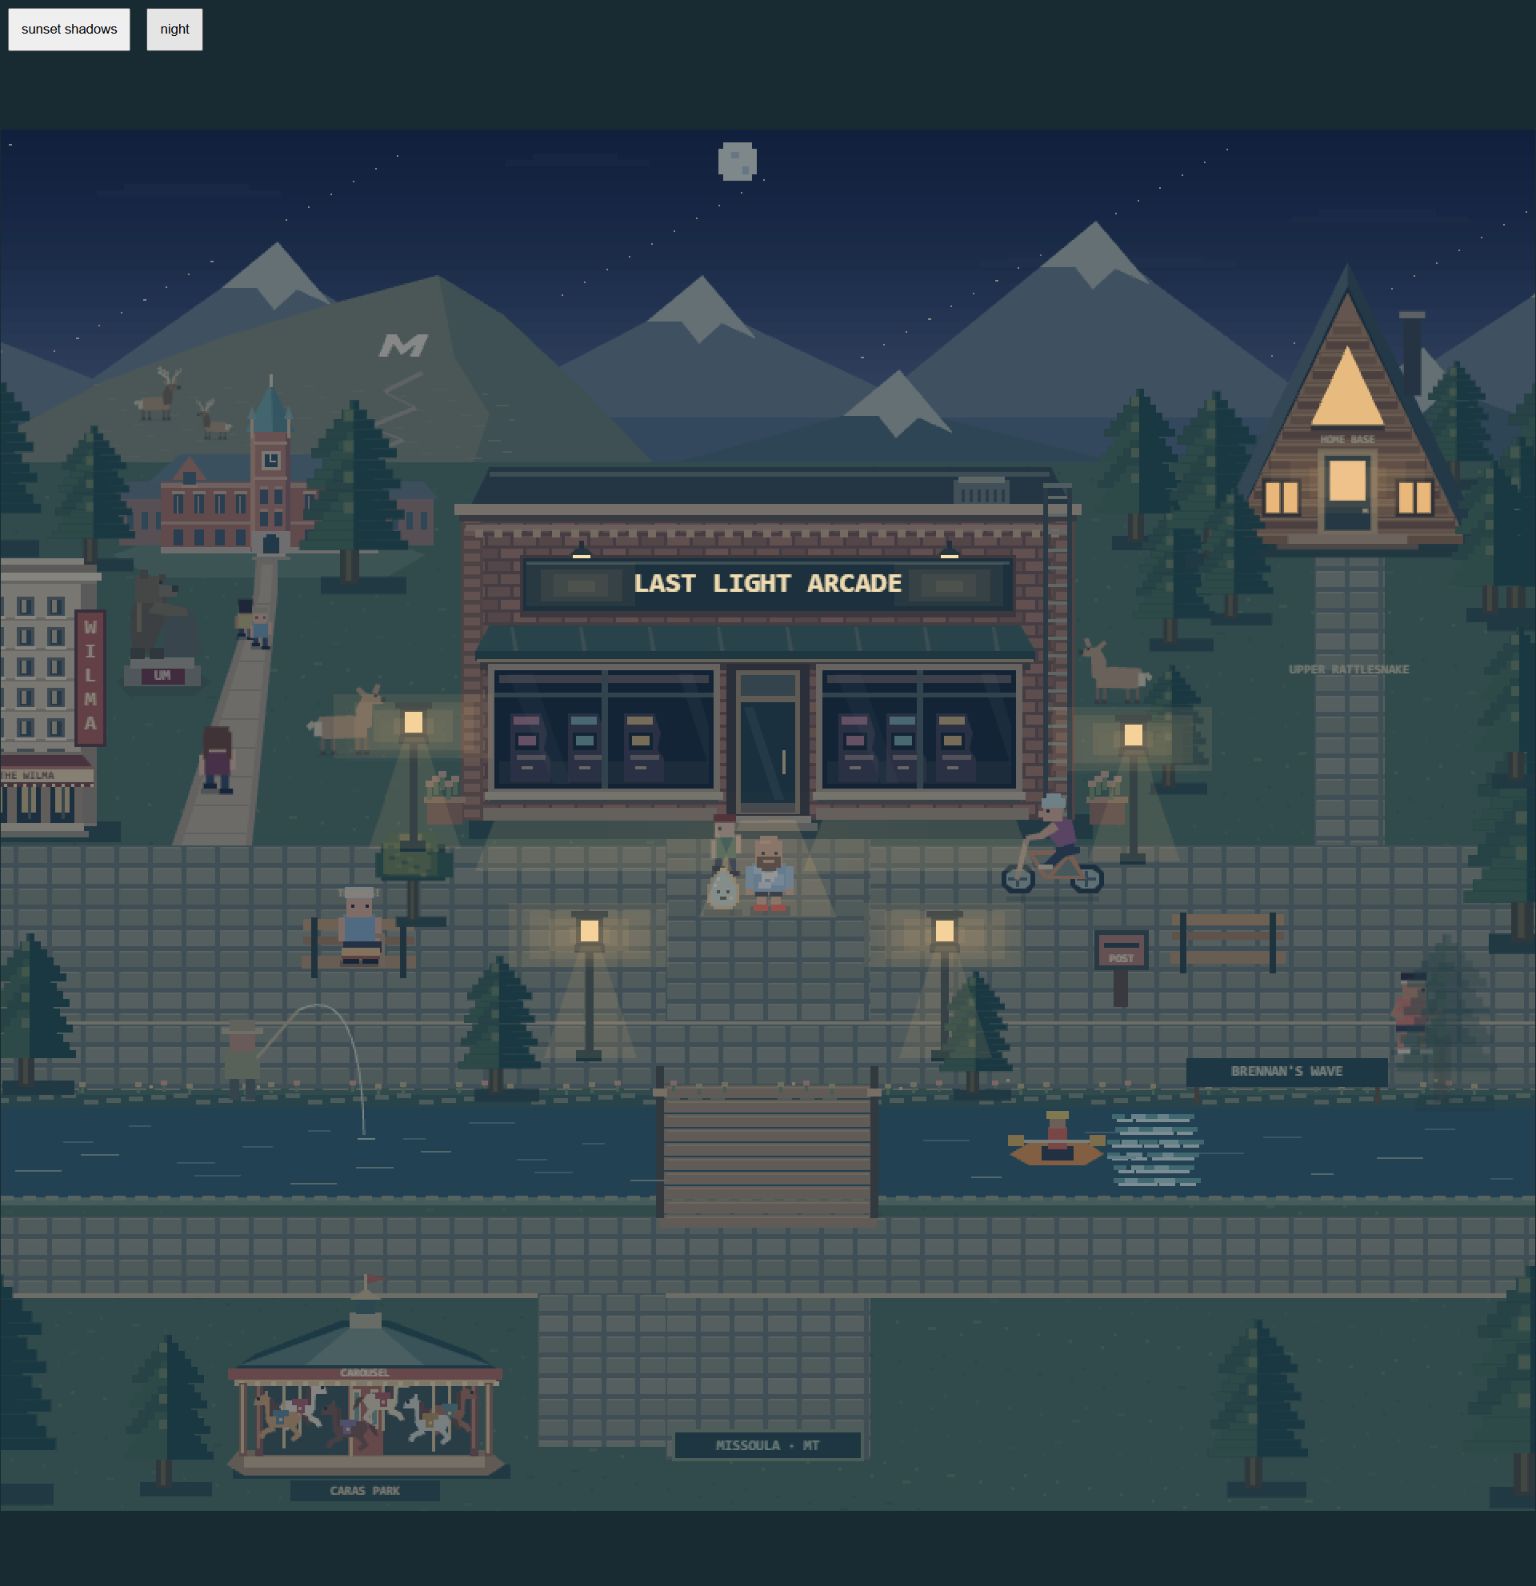 sunset shadows
night
M
HOME BASE
LAST LIGHT ARCADE
WILMA
UM
UPPER RATTLESNAKE
THE WILMA
POST
BRENNAN'S WAVE
CAROUSEL
MISSOULA · MT
CARAS PARK